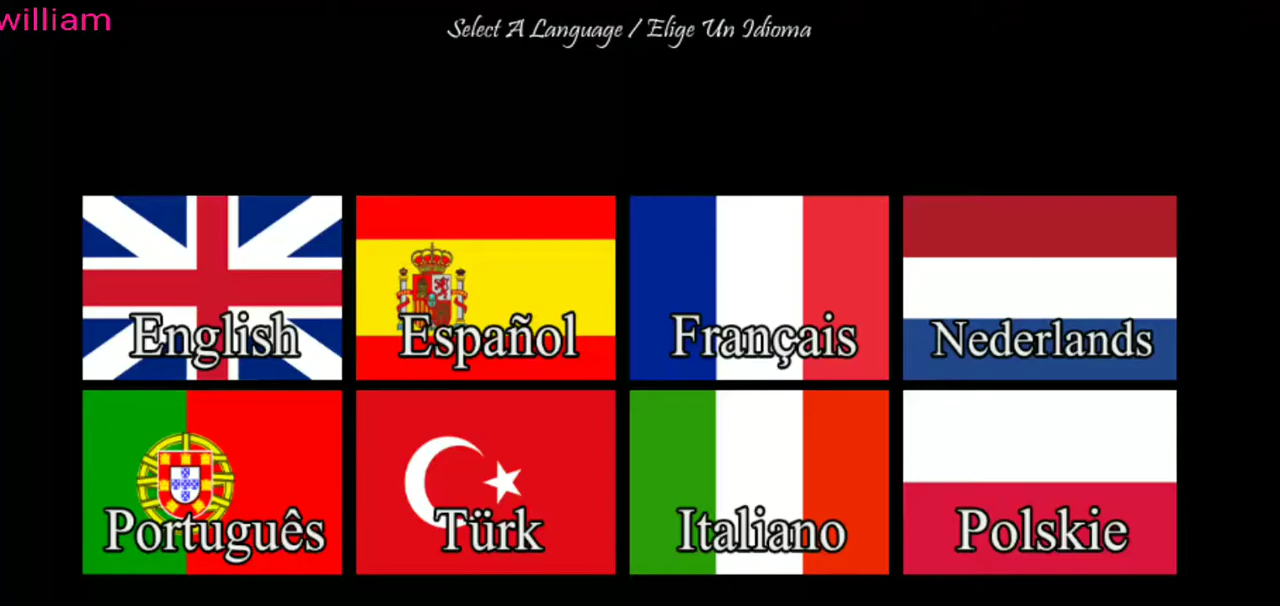 william
Select A Language / Elige Un Idioma
English
Español
Français
Nederlands
Português
Türk
Italiano
Polskie